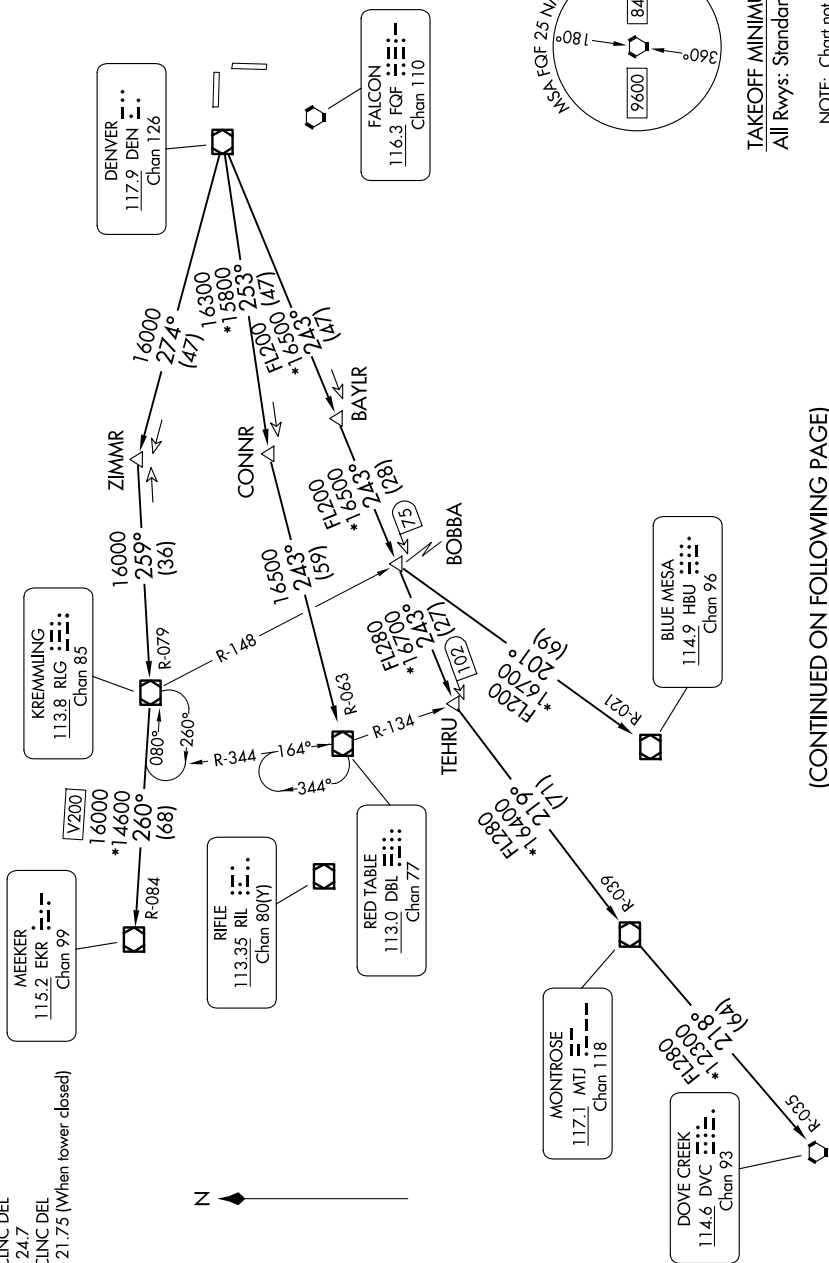 CLNC DEL
24.7
CLNC DEL
21.75 (When tower closed)
N
MEEKER
115.2 EKR
Chan 99
R-084
V200
16000
*14600
260°
(68)
KREMMLING
113.8 RLG
Chan 85
080°
260°
R-079
16000
259°
(36)
ZIMMR
16000
274°
(47)
DENVER
117.9 DEN
Chan 126
RIFLE
113.35 RIL
Chan 80(Y)
R-344
164°
344°
R-148
R-063
16500
243°
(59)
CONNR
16300
*15800
253°
(47)
FL200
*16500
243°
(47)
BAYLR
FALCON
116.3 FQF
Chan 110
RED TABLE
113.0 DBL
Chan 77
R-134
TEHRU
102
FL280
*16700
243°
(27)
75
BOBBA
FL200
*16500
243°
(28)
MONTROSE
117.1 MTJ
Chan 118
R-039
FL280
*16400
219°
(71)
R-021
FL200
*16700
201°
(69)
BLUE MESA
114.9 HBU
Chan 96
DOVE CREEK
114.6 DVC
Chan 93
R-035
FL280
*12300
218°
(64)
MSA FQF 25
180°
360°
9600
84
TAKEOFF MINIMU
All Rwys: Standar
NOTE: Chart not
(CONTINUED ON FOLLOWING PAGE)